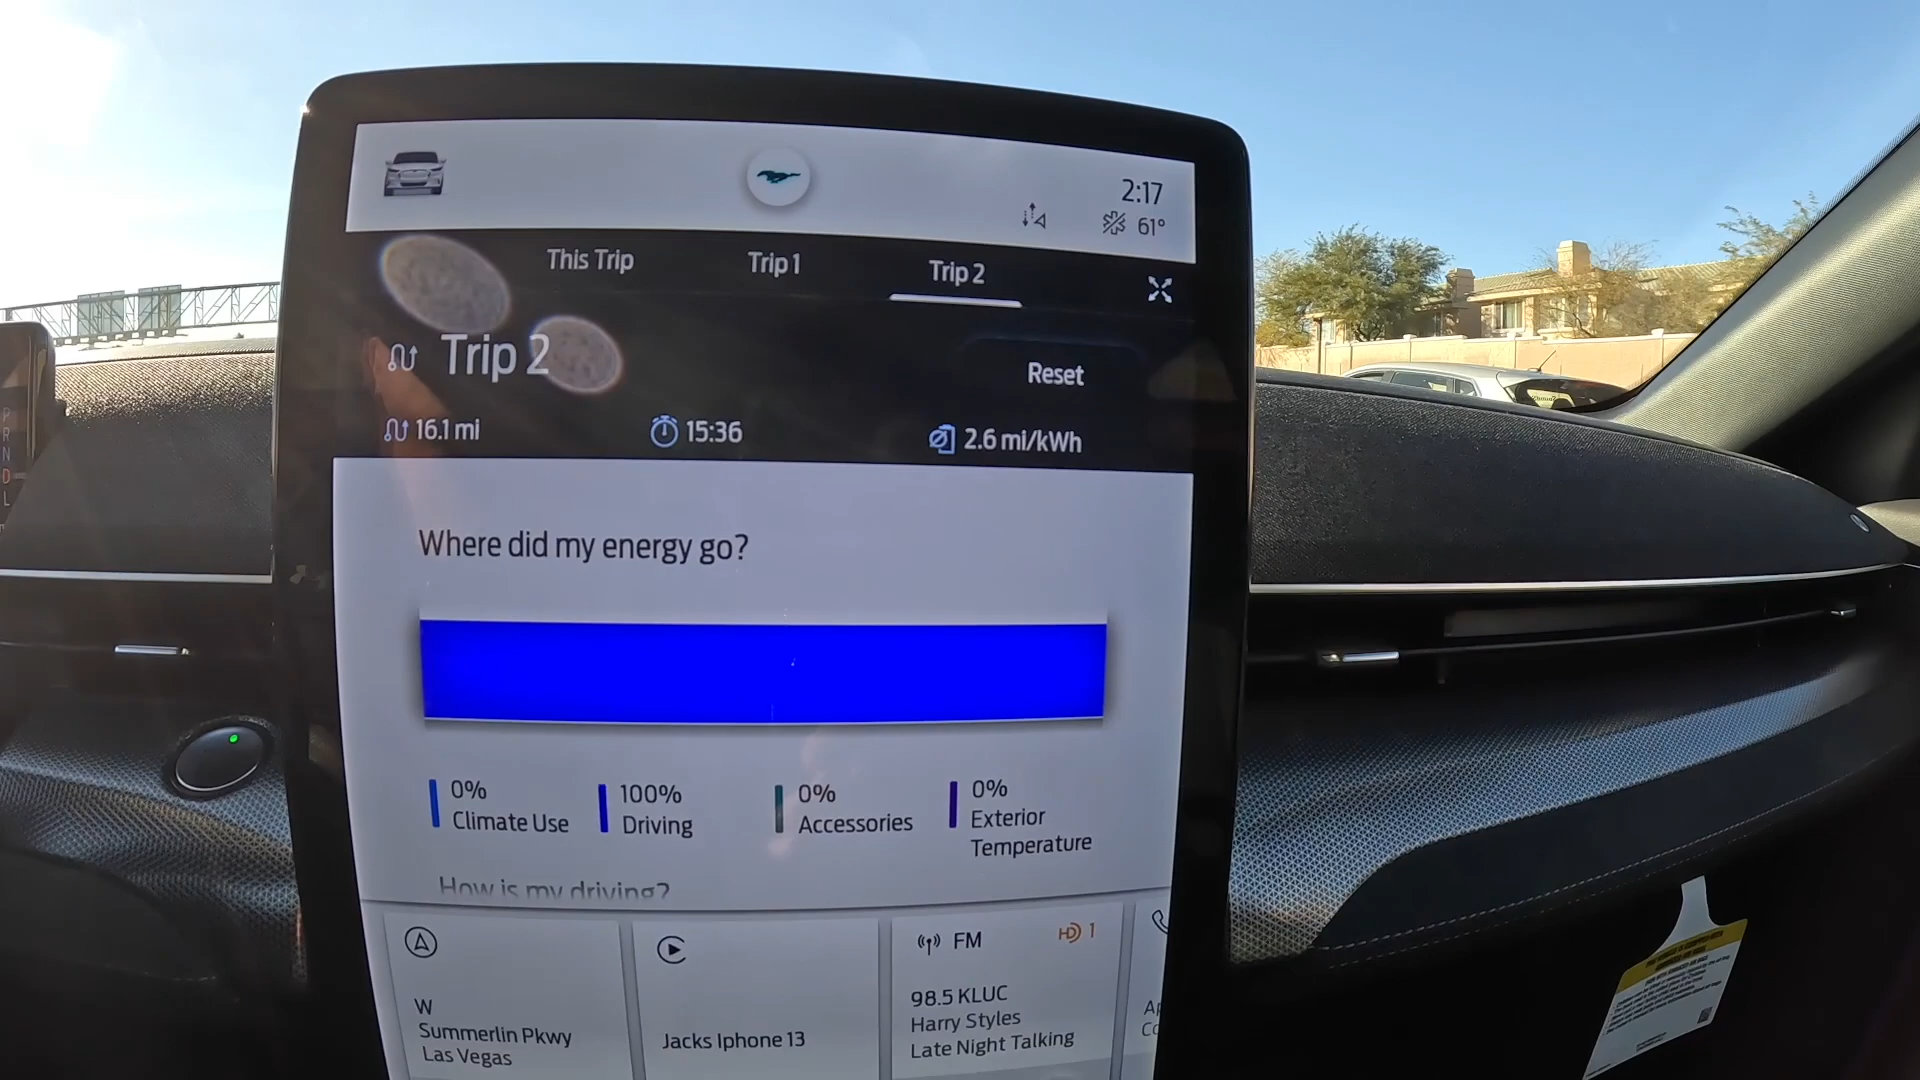 2:17
61°
This Trip
Trip 1
Trip 2
Trip 2
Reset
16.1 mi
15:36
2.6 mi/kWh
Where did my energy go?
0%
Climate Use
100%
Driving
0%
Accessories
0%
Exterior
Temperature
How is my driving?
W
Summerlin Pkwy
Las Vegas
Jacks Iphone 13
FM
HD 1
98.5 KLUC
Harry Styles
Late Night Talking
P
R
N
D
L